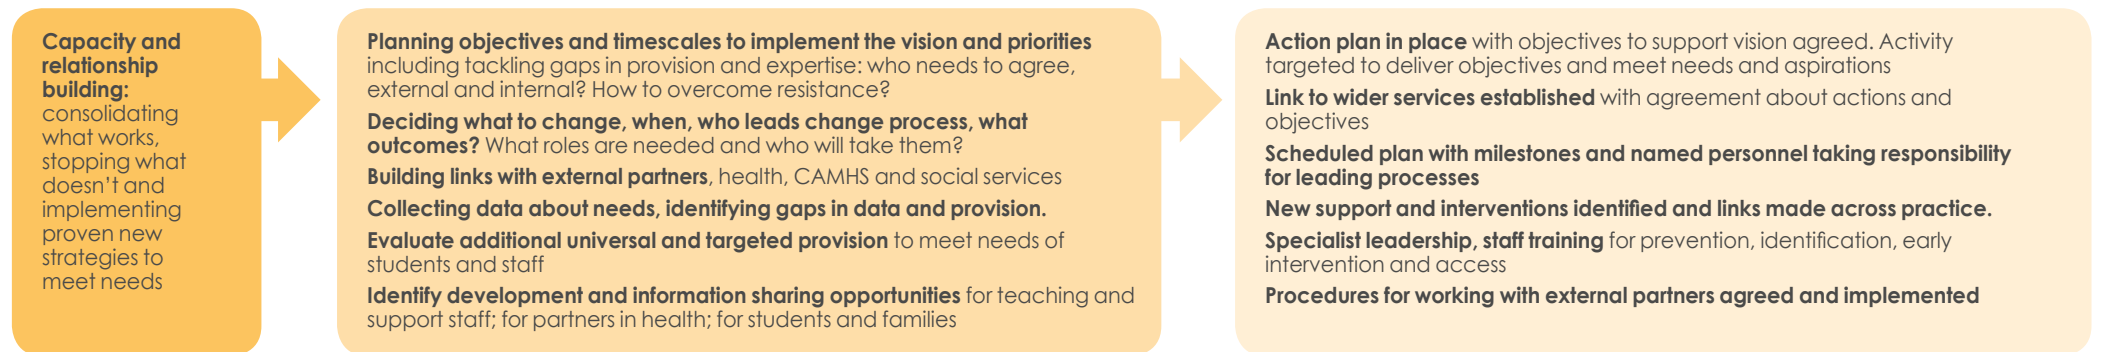 Capacity and
relationship
building:
consolidating
what works,
stopping what
doesn't and
implementing
proven new
strategies to
meet needs
Planning objectives and timescales to implement the vision and priorities
including tackling gaps in provision and expertise: who needs to agree,
external and internal? How to overcome resistance?
Deciding what to change, when, who leads change process, what
outcomes? What roles are needed and who will take them?
Building links with external partners, health, CAMHS and social services
Collecting data about needs, identifying gaps in data and provision.
Evaluate additional universal and targeted provision to meet needs of
students and staff
Identify development and information sharing opportunities for teaching and
support staff; for partners in health; for students and families
Action plan in place with objectives to support vision agreed. Activity
targeted to deliver objectives and meet needs and aspirations
Link to wider services established with agreement about actions and
objectives
Scheduled plan with milestones and named personnel taking responsibility
for leading processes
New support and interventions identified and links made across practice.
Specialist leadership, staff training for prevention, identification, early
intervention and access
Procedures for working with external partners agreed and implemented